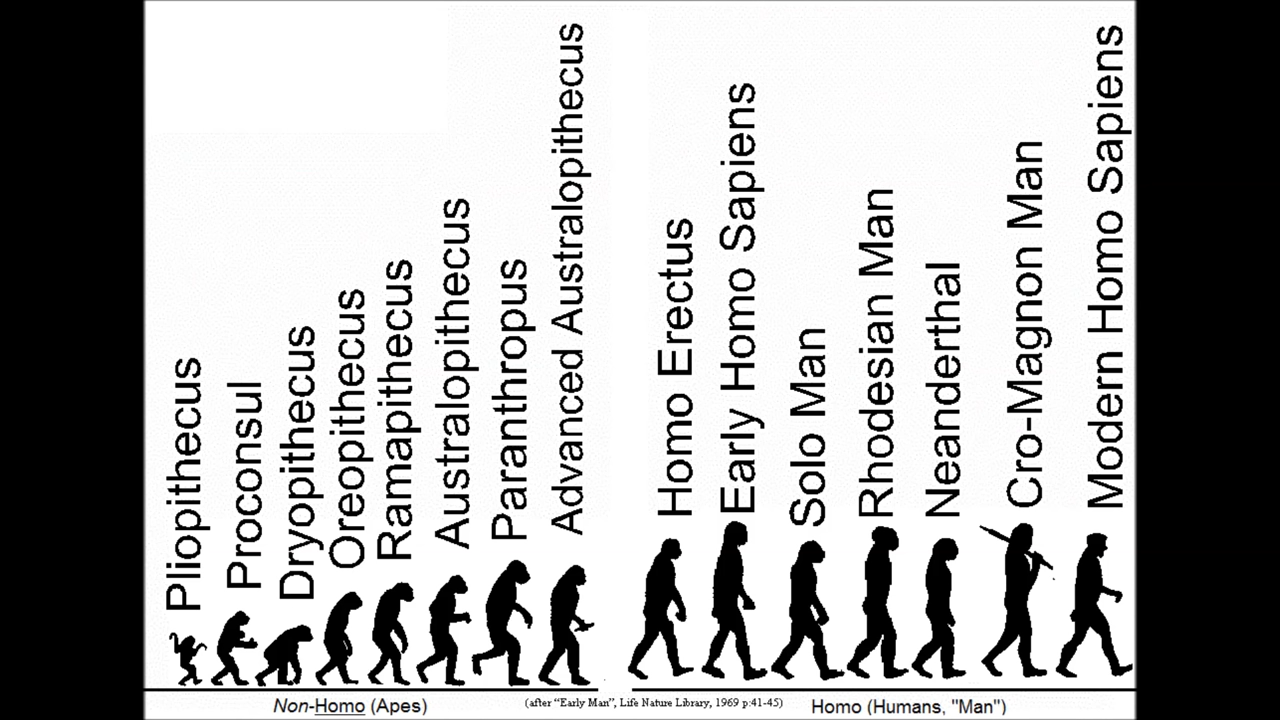 Pliopithecus
Proconsul
Dryopithecus
Oreopithecus
Ramapithecus
Australopithecus
Paranthropus
Advanced Australopithecus
Homo Erectus
Early Homo Sapiens
Solo Man
Rhodesian Man
Neanderthal
Cro-Magnon Man
Modern Homo Sapiens
Non-Homo (Apes)
(after “Early Man”, Life Nature Library, 1969 p:41-45)
Homo (Humans, "Man")